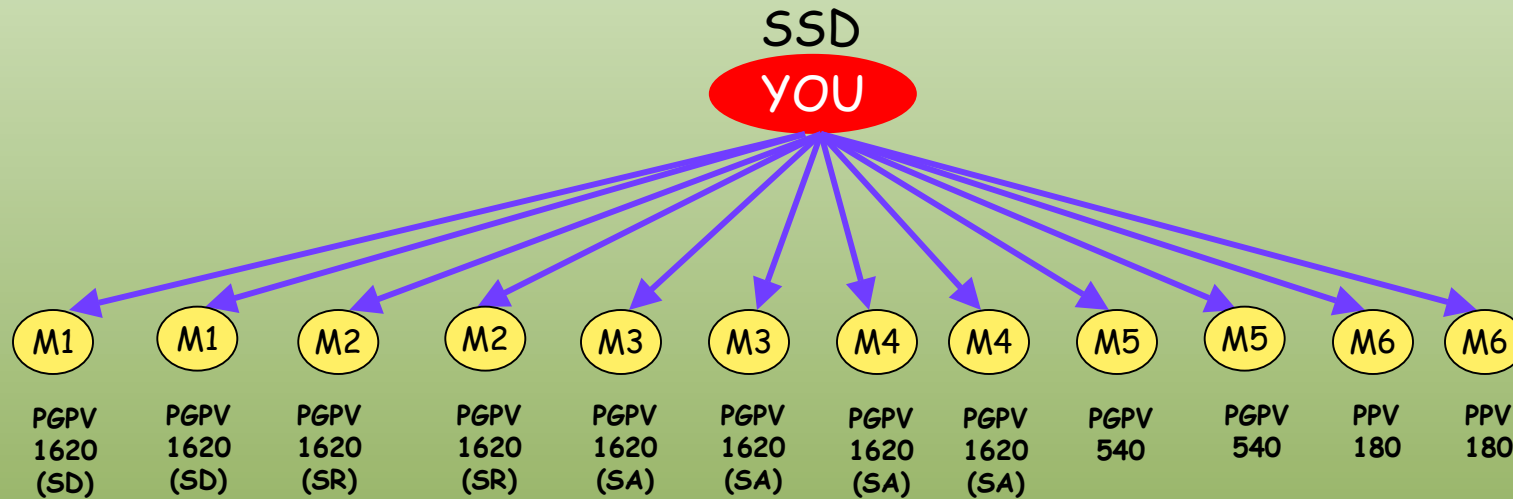 SSD
YOU
M1 M1 M2 M2 M3 M3 M4 M4 M5 M5 M6 M6
PGPV PGPV PGPV PGPV PGPV PGPV PGPV PGPV PGPV PGPV PPV PPV
1620 1620 1620 1620 1620 1620 1620 1620 540 540 180 180
(SD) (SD) (SR) (SR) (SA) (SA) (SA) (SA)